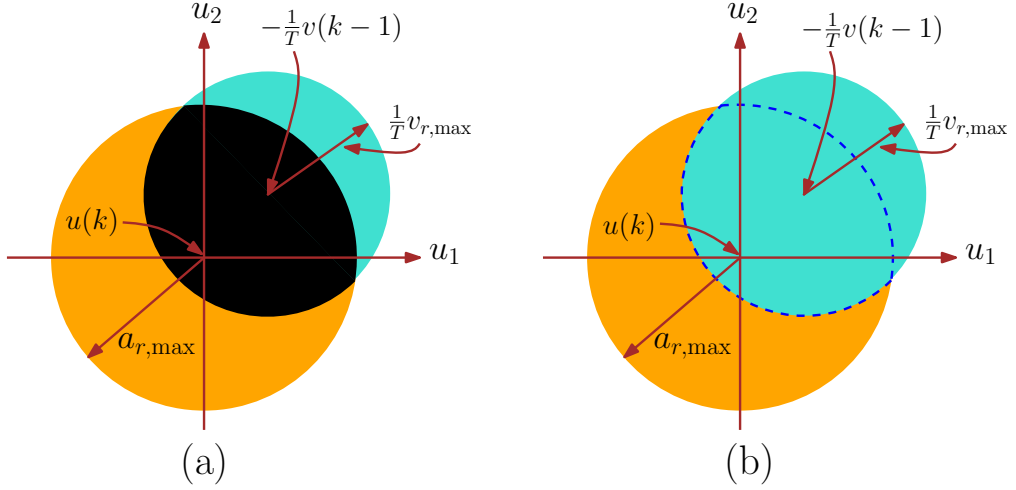 u_2
-\frac{1}{T}v(k-1)
\frac{1}{T}v_{r,\max}
u(k)
u_1
a_{r,\max}
(a)
u_2
-\frac{1}{T}v(k-1)
\frac{1}{T}v_{r,\max}
u(k)
u_1
a_{r,\max}
(b)